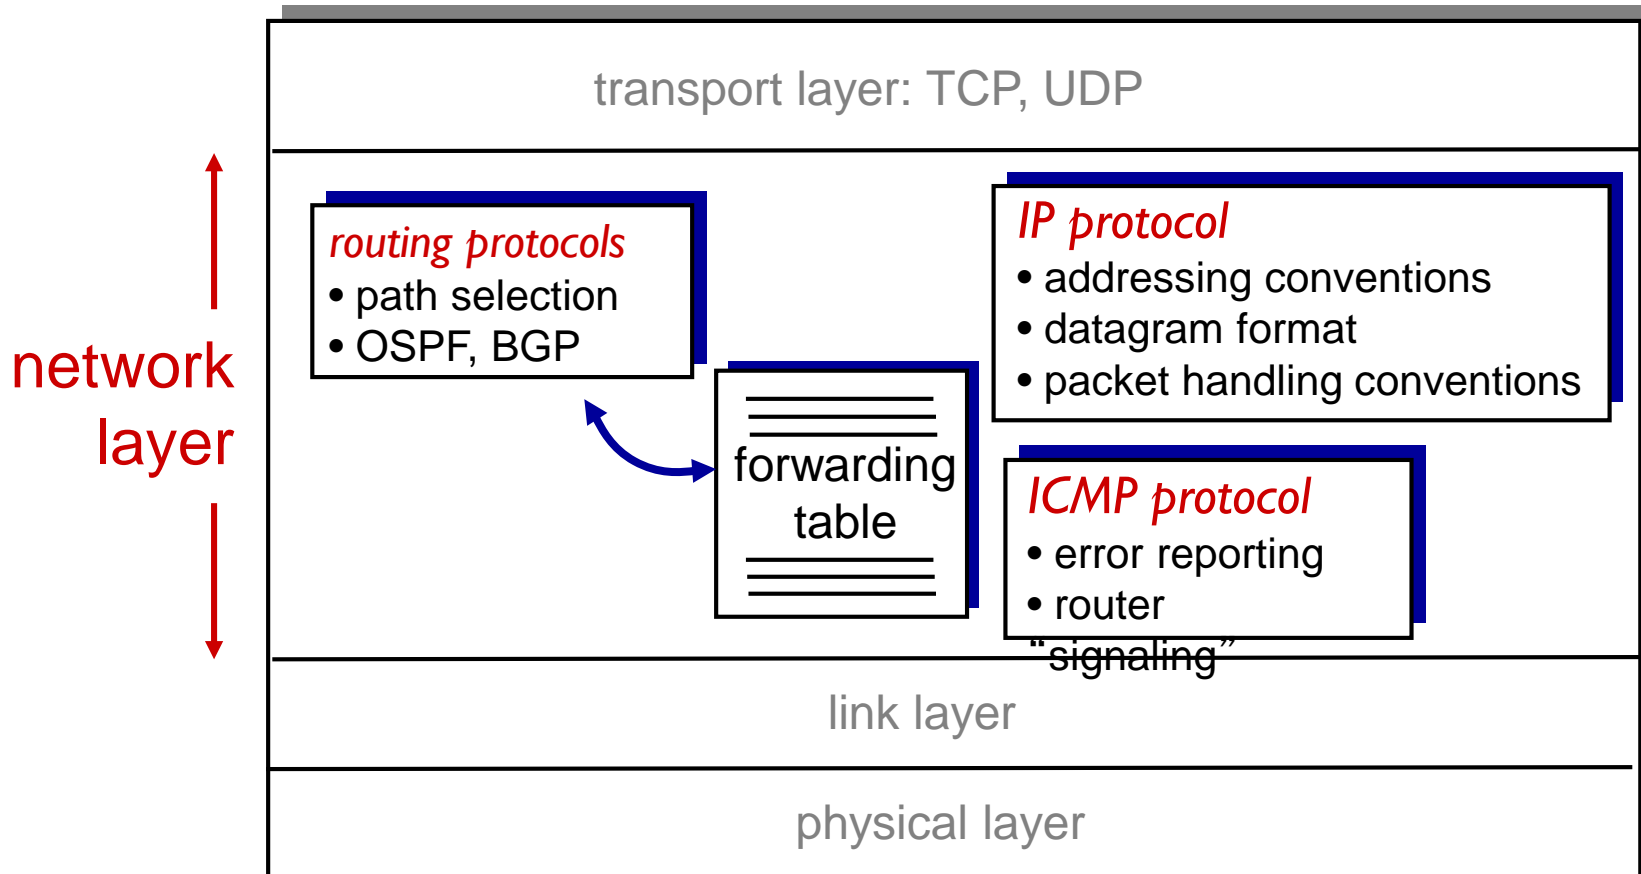 transport layer: TCP, UDP
network
layer
routing protocols
• path selection
• OSPF, BGP
forwarding
table
IP protocol
• addressing conventions
• datagram format
• packet handling conventions
ICMP protocol
• error reporting
• router
“signaling”
link layer
physical layer